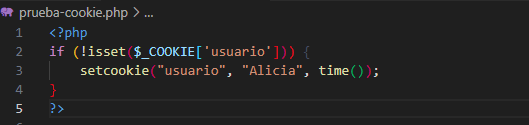 prueba-cookie.php > ...
1 <?php
2 if (!isset($_COOKIE['usuario'])) {
3     setcookie("usuario", "Alicia", time());
4 }
5 ?>